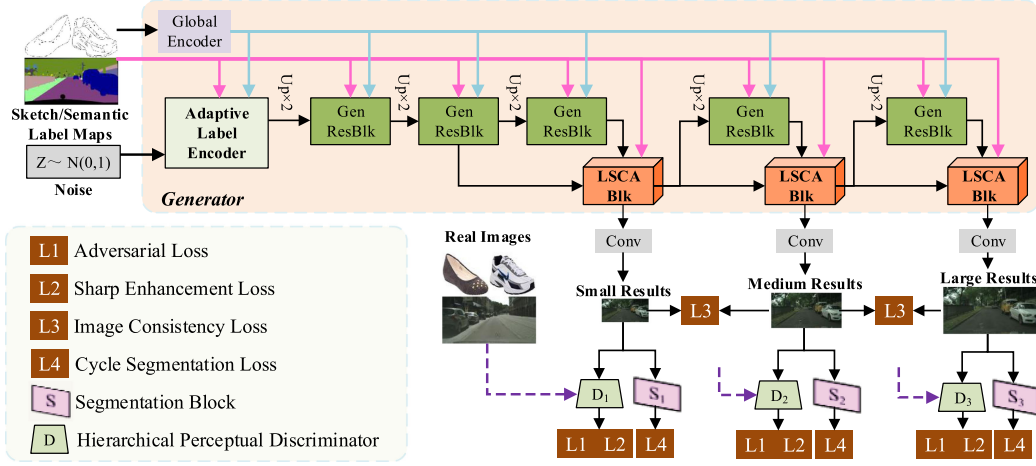 Global
Encoder
Sketch/Semantic
Label Maps
Z～ N(0,1)
Noise
Adaptive
Label
Encoder
Up×2
Gen
ResBlk
Up×2
Gen
ResBlk
Up×2
Gen
ResBlk
Up×2
Gen
ResBlk
Up×2
Gen
ResBlk
LSCA
Blk
LSCA
Blk
LSCA
Blk
Generator
Conv
Conv
Conv
Real Images
Small Results
Medium Results
Large Results
L3
L3
D1
S1
D2
S2
D3
S3
L1 L2 L4
L1 L2 L4
L1 L2 L4
L1 Adversarial Loss
L2 Sharp Enhancement Loss
L3 Image Consistency Loss
L4 Cycle Segmentation Loss
S Segmentation Block
D Hierarchical Perceptual Discriminator